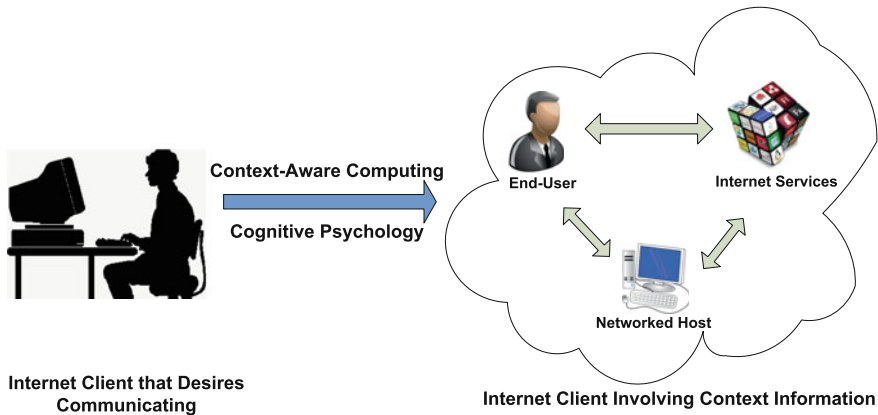 Context-Aware Computing
Cognitive Psychology
End-User
Internet Services
Networked Host
Internet Client that Desires
Communicating
Internet Client Involving Context Information